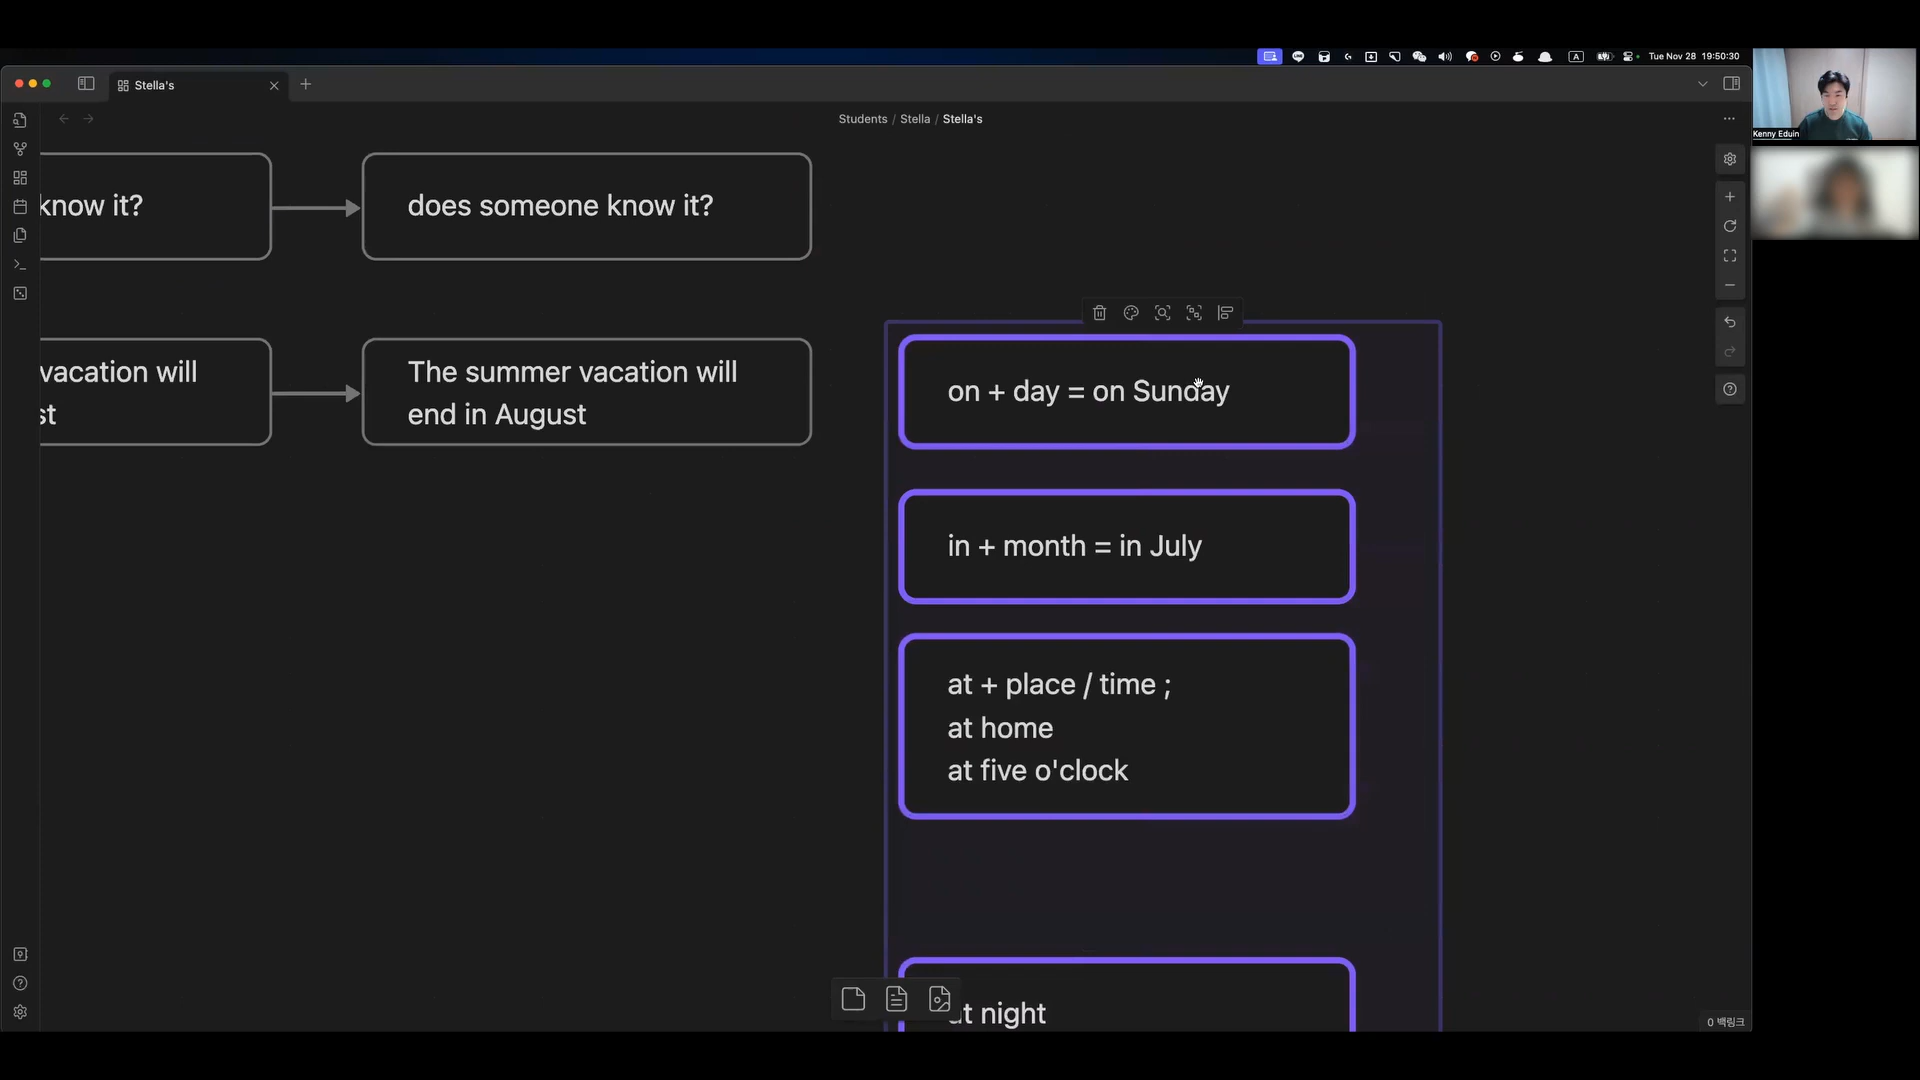 Tue Nov 28 19:50:30
Stella's
Students / Stella / Stella's
Kenny Eduin
know it?
does someone know it?
vacation will
st
The summer vacation will
end in August
on + day = on Sunday
in + month = in July
at + place / time ;
at home
at five o'clock
at night
0 백링크